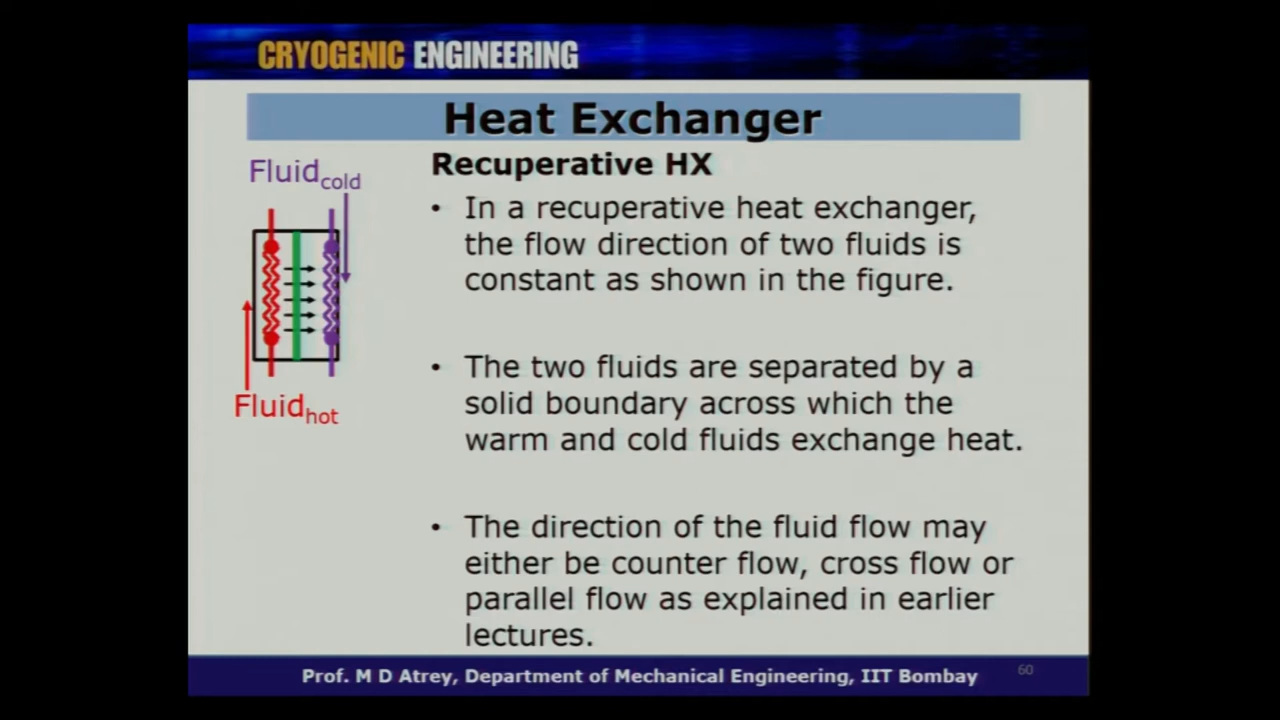 CRYOGENIC ENGINEERING
Heat Exchanger
Fluidcold
Fluidhot
Recuperative HX
• In a recuperative heat exchanger,
the flow direction of two fluids is
constant as shown in the figure.
• The two fluids are separated by a
solid boundary across which the
warm and cold fluids exchange heat.
• The direction of the fluid flow may
either be counter flow, cross flow or
parallel flow as explained in earlier
lectures.
Prof. M D Atrey, Department of Mechanical Engineering, IIT Bombay
60